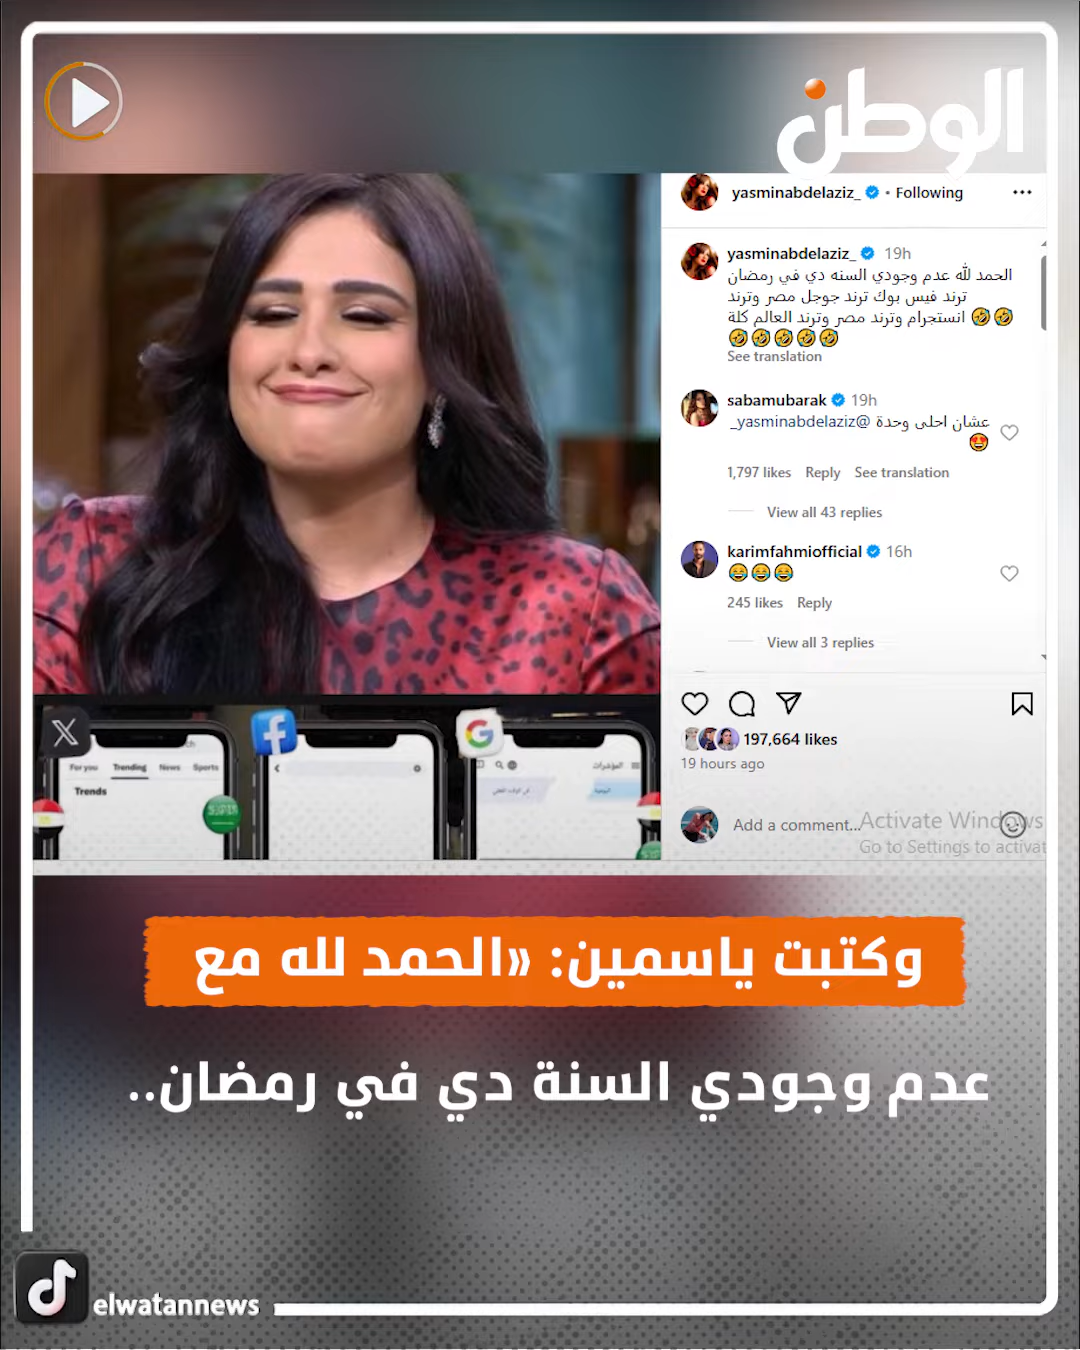 الوطن
yasminabdelaziz_ • Following
yasminabdelaziz_ 19h
الحمد لله عدم وجودي السنه دي في رمضان
ترند فيس بوك ترند جوجل مصر وترند
انستجرام وترند مصر وترند العالم كلة 🤣🤣
🤣🤣🤣🤣🤣
See translation
sabamubarak 19h
عشان احلى وحدة @yasminabdelaziz_
😍
1,797 likes Reply See translation
View all 43 replies
karimfahmiofficial 16h
😂😂😂
245 likes Reply
View all 3 replies
197,664 likes
19 hours ago
Add a comment...
Activate Windows
Go to Settings to activat
For you Trending News Sports
Trends
المؤشرات
وكتبت ياسمين: «الحمد لله مع
عدم وجودي السنة دي في رمضان..
elwatannews